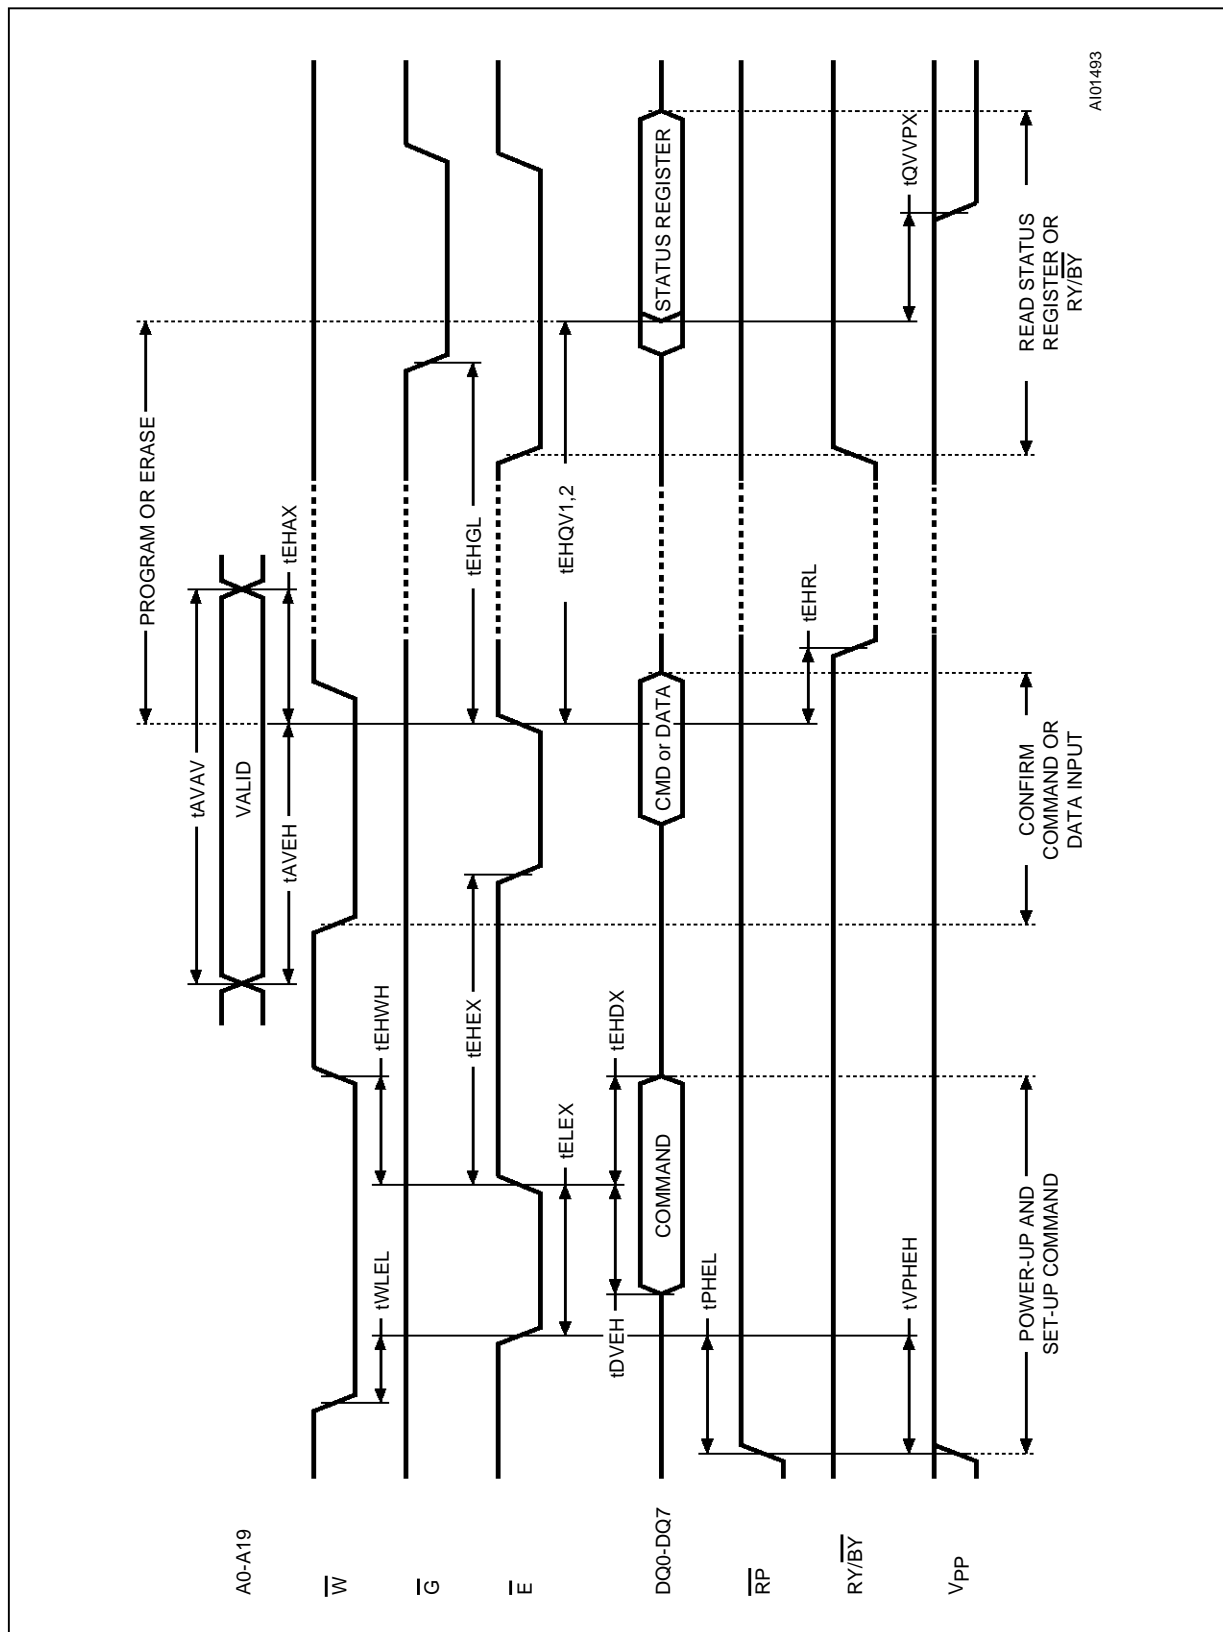 A0-A19
VALID
tAVAV
tAVEH
tEHAX
PROGRAM OR ERASE
W
tWLEL
tEHWH
G
tEHEX
tEHGL
E
tELEX
tEHQV1,2
tDVEH
tEHDX
DQ0-DQ7
COMMAND
CMD or DATA
STATUS REGISTER
RP
tPHEL
tEHRL
RY/BY
tVPHEH
tQVVPX
VPP
POWER-UP AND
SET-UP COMMAND
CONFIRM
COMMAND OR
DATA INPUT
READ STATUS
REGISTER OR
RY/BY
AI01493